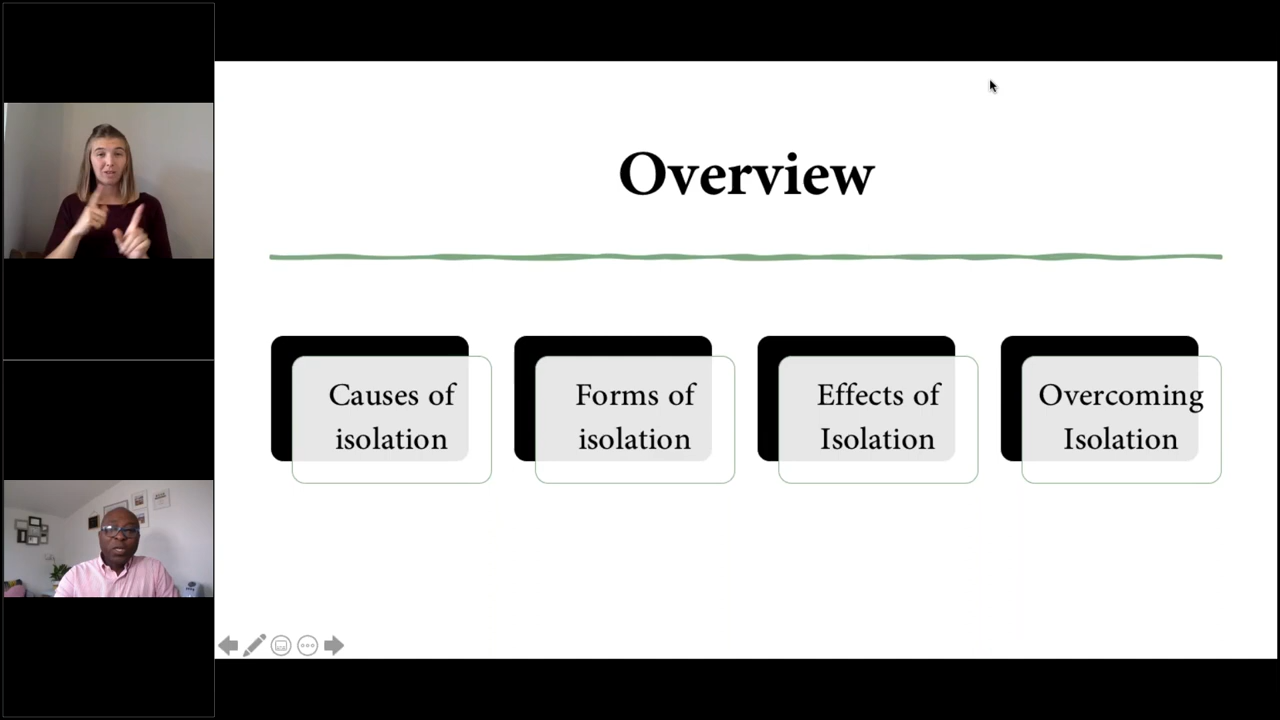 Overview
Causes of
isolation
Forms of
isolation
Effects of
Isolation
Overcoming
Isolation